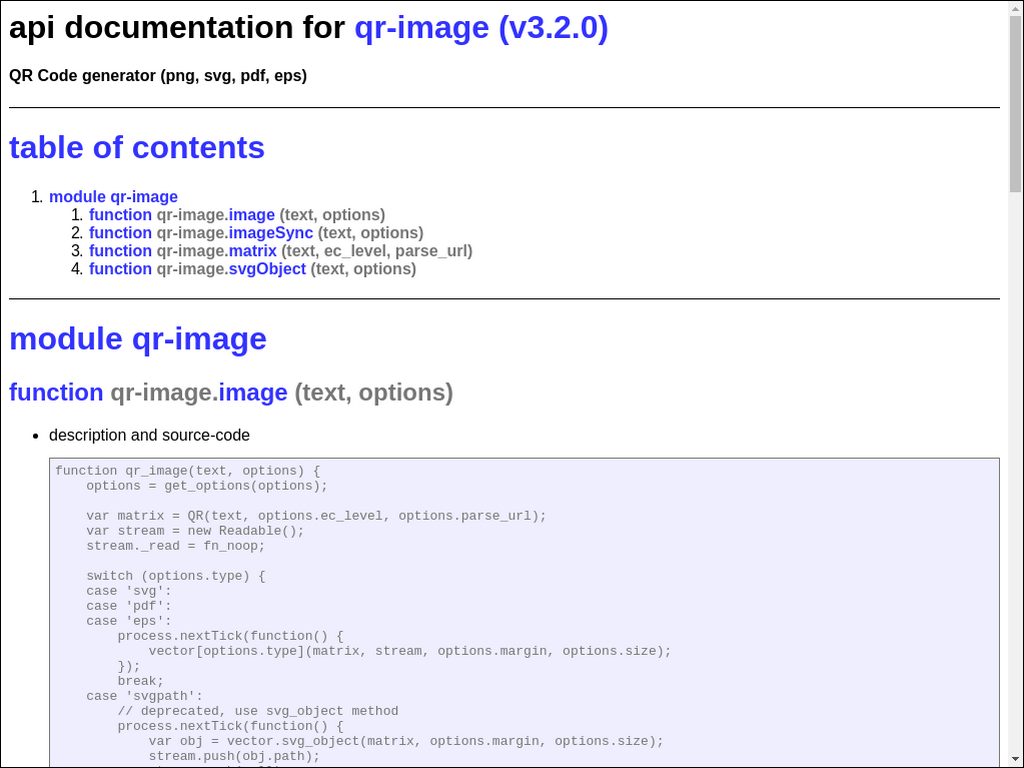 api documentation for qr-image (v3.2.0)
QR Code generator (png, svg, pdf, eps)
table of contents
1. module qr-image
1. function qr-image.image (text, options)
2. function qr-image.imageSync (text, options)
3. function qr-image.matrix (text, ec_level, parse_url)
4. function qr-image.svgObject (text, options)
module qr-image
function qr-image.image (text, options)
• description and source-code
function qr_image(text, options) {
    options = get_options(options);
    var matrix = QR(text, options.ec_level, options.parse_url);
    var stream = new Readable();
    stream._read = fn_noop;
    switch (options.type) {
    case 'svg':
    case 'pdf':
    case 'eps':
        process.nextTick(function() {
            vector[options.type](matrix, stream, options.margin, options.size);
        });
        break;
    case 'svgpath':
        // deprecated, use svg_object method
        process.nextTick(function() {
            var obj = vector.svg_object(matrix, options.margin, options.size);
            stream.push(obj.path);